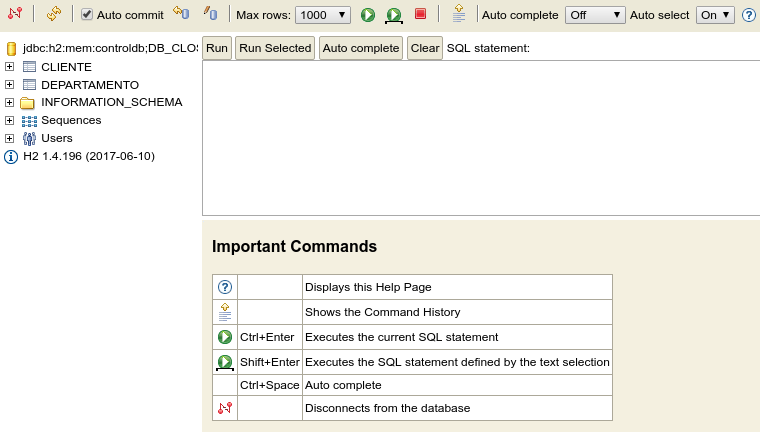 Auto commit Max rows: 1000 Auto complete Off Auto select On
jdbc:h2:mem:controldb;DB_CLOS
CLIENTE
DEPARTAMENTO
INFORMATION_SCHEMA
Sequences
Users
H2 1.4.196 (2017-06-10)
Run Run Selected Auto complete Clear SQL statement:
Important Commands
Displays this Help Page
Shows the Command History
Ctrl+Enter Executes the current SQL statement
Shift+Enter Executes the SQL statement defined by the text selection
Ctrl+Space Auto complete
Disconnects from the database